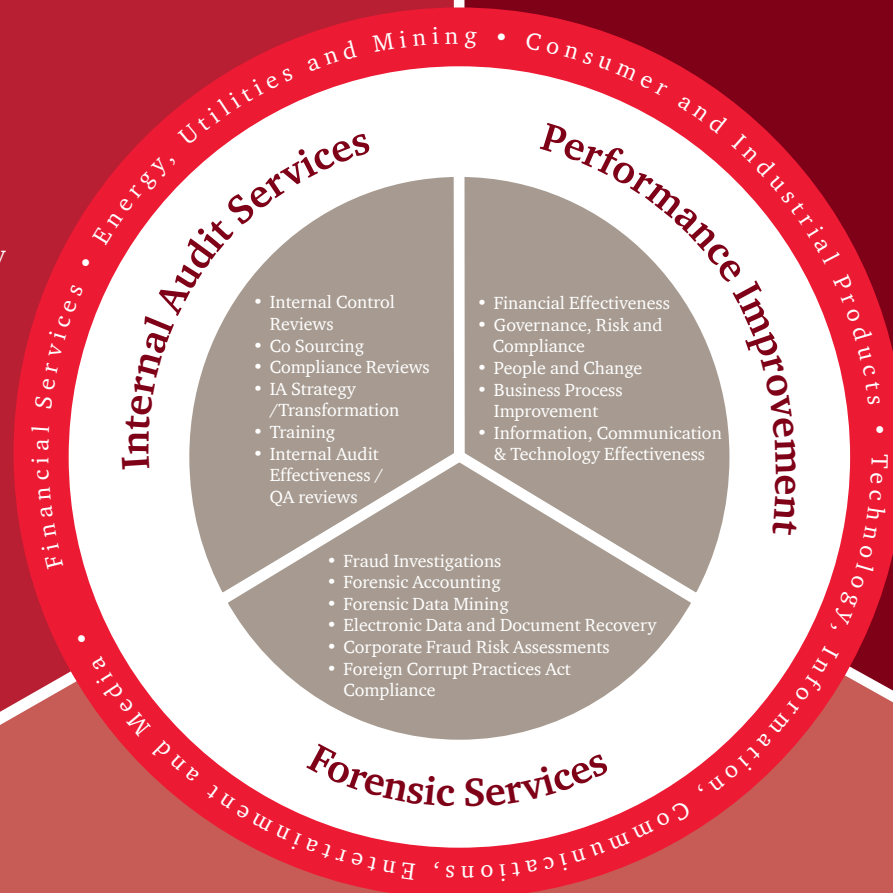 Financial Services • Energy, Utilities and Mining • Consumer and Industrial Products • Technology, Information, Communications, Entertainment and Media •
Internal Audit Services
• Internal Control
Reviews
• Co Sourcing
• Compliance Reviews
• IA Strategy
/Transformation
• Training
• Internal Audit
Effectiveness /
QA reviews
Performance Improvement
• Financial Effectiveness
• Governance, Risk and
Compliance
• People and Change
• Business Process
Improvement
• Information, Communication
& Technology Effectiveness
• Fraud Investigations
• Forensic Accounting
• Forensic Data Mining
• Electronic Data and Document Recovery
• Corporate Fraud Risk Assessments
• Foreign Corrupt Practices Act
Compliance
Forensic Services